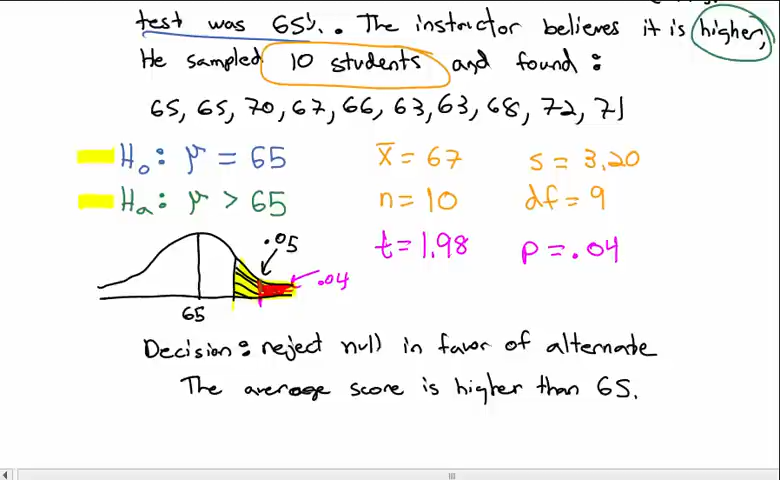 test was 65%. The instructor believes it is higher,
He sampled 10 students and found:
65, 65, 70, 67, 66, 63, 63, 68, 72, 71
H₀: μ = 65 x̄ = 67 s = 3.20
Hₐ: μ > 65 n = 10 df = 9
t = 1.98 p = .04
.05
.04
65
Decision: reject null in favor of alternate
The average score is higher than 65.